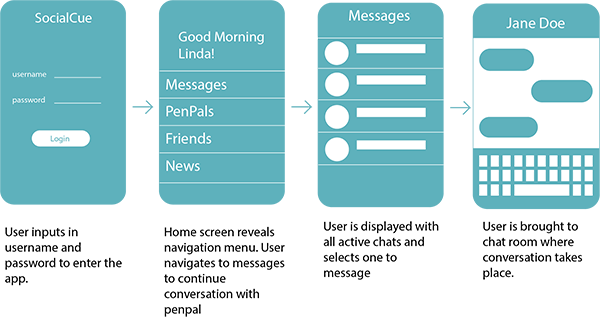 SocialCue
username
password
Login
Good Morning
Linda!
Messages
PenPals
Friends
News
Messages
Jane Doe
User inputs in
username and
password to enter the
app.
Home screen reveals
navigation menu. User
navigates to messages
to continue
conversation with
penpal
User is displayed with
all active chats and
selects one to
message
User is brought to
chat room where
conversation takes
place.